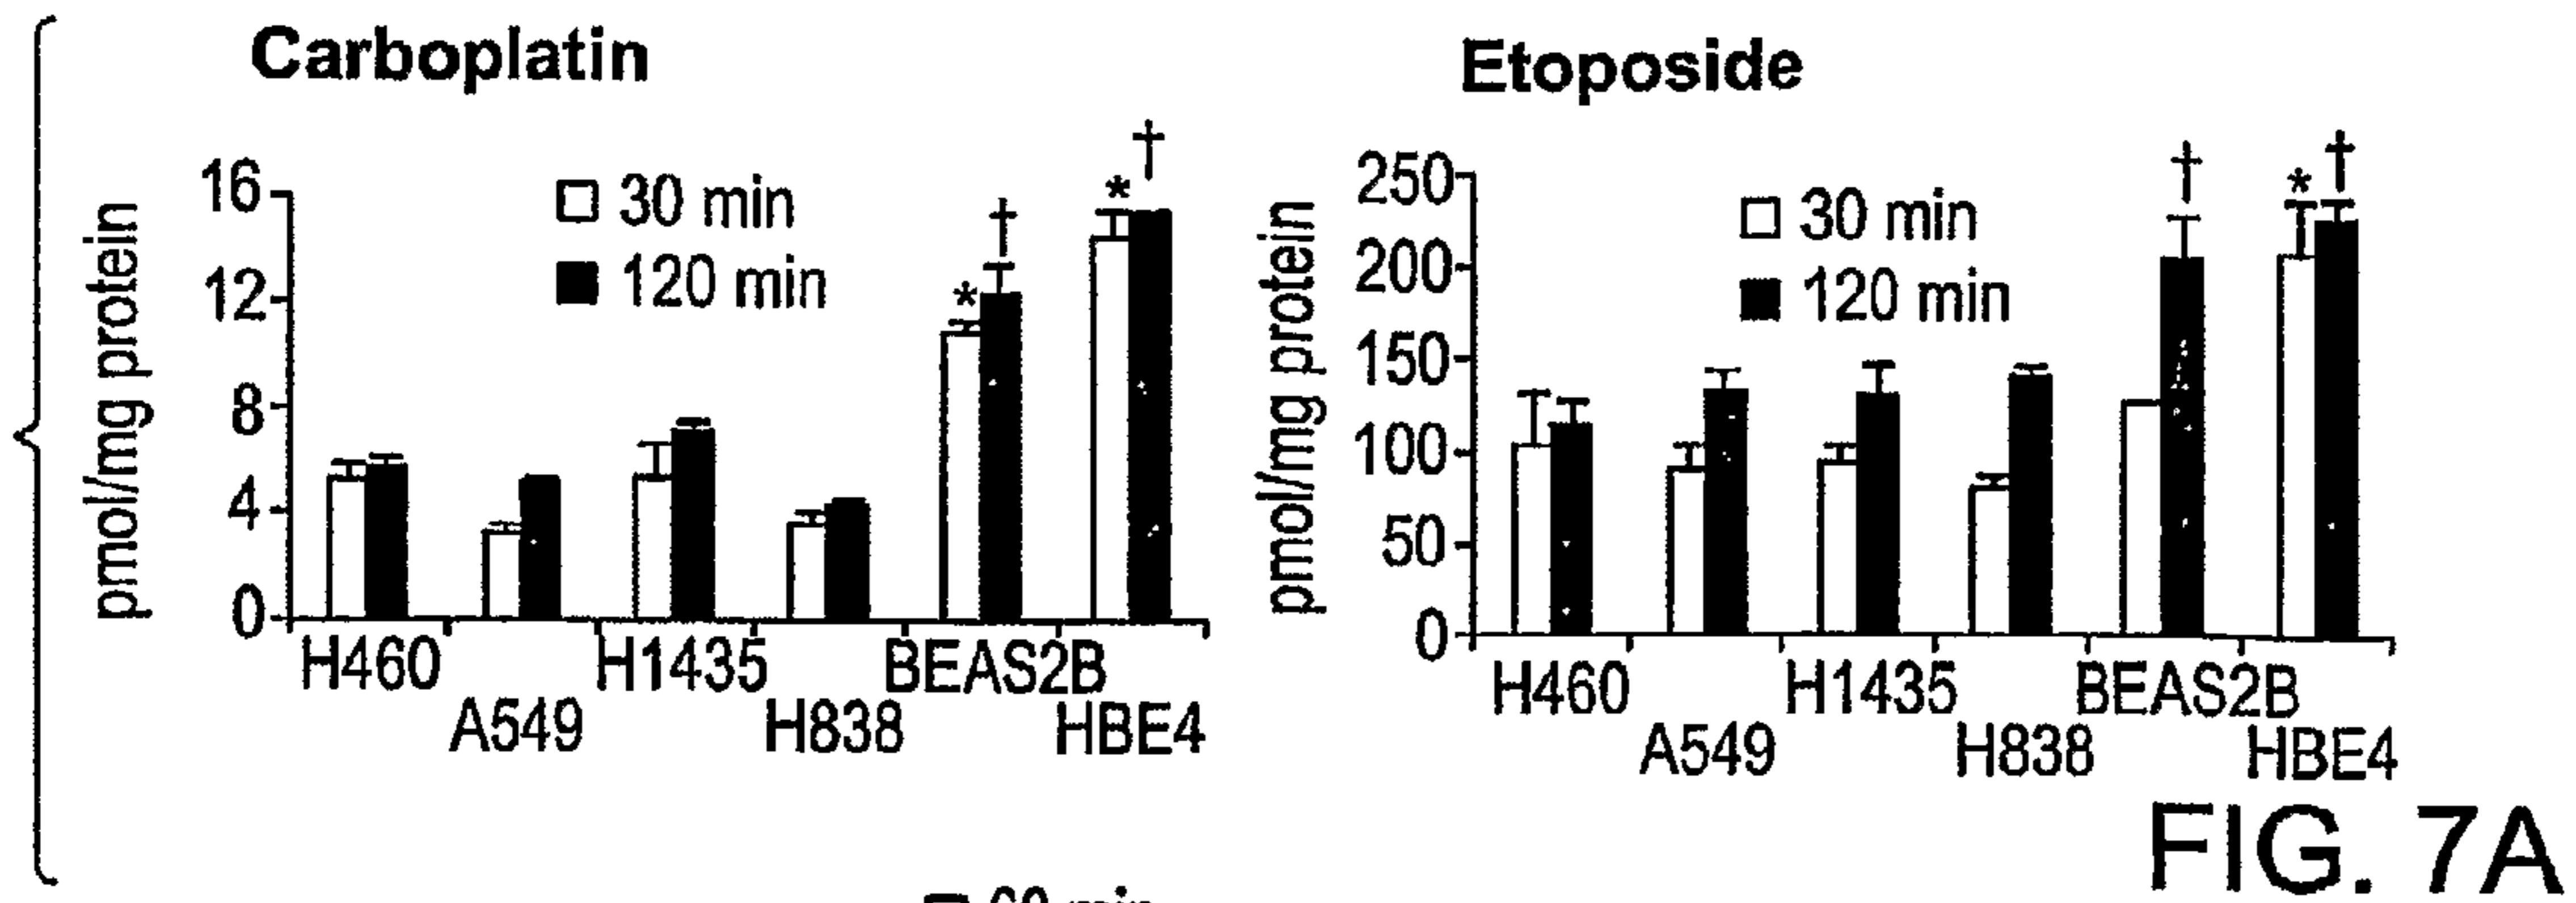 Carboplatin
pmol/mg protein
16
12
8
4
0
30 min
120 min
*
†
*
†
H460
A549
H1435
H838
BEAS2B
HBE4
Etoposide
pmol/mg protein
250
200
150
100
50
0
30 min
120 min
†
*
†
H460
A549
H1435
H838
BEAS2B
HBE4
FIG. 7A